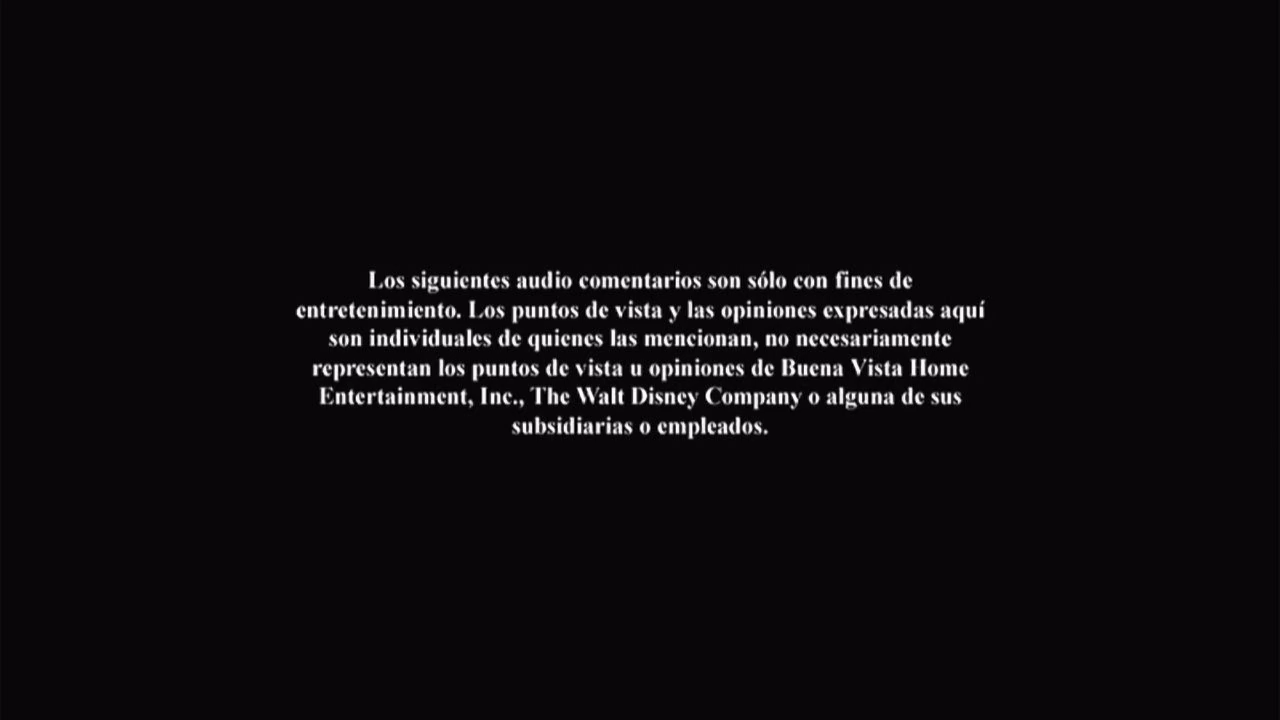 Los siguientes audio comentarios son sólo con fines de
entretenimiento. Los puntos de vista y las opiniones expresadas aquí
son individuales de quienes las mencionan, no necesariamente
representan los puntos de vista u opiniones de Buena Vista Home
Entertainment, Inc., The Walt Disney Company o alguna de sus
subsidiarias o empleados.